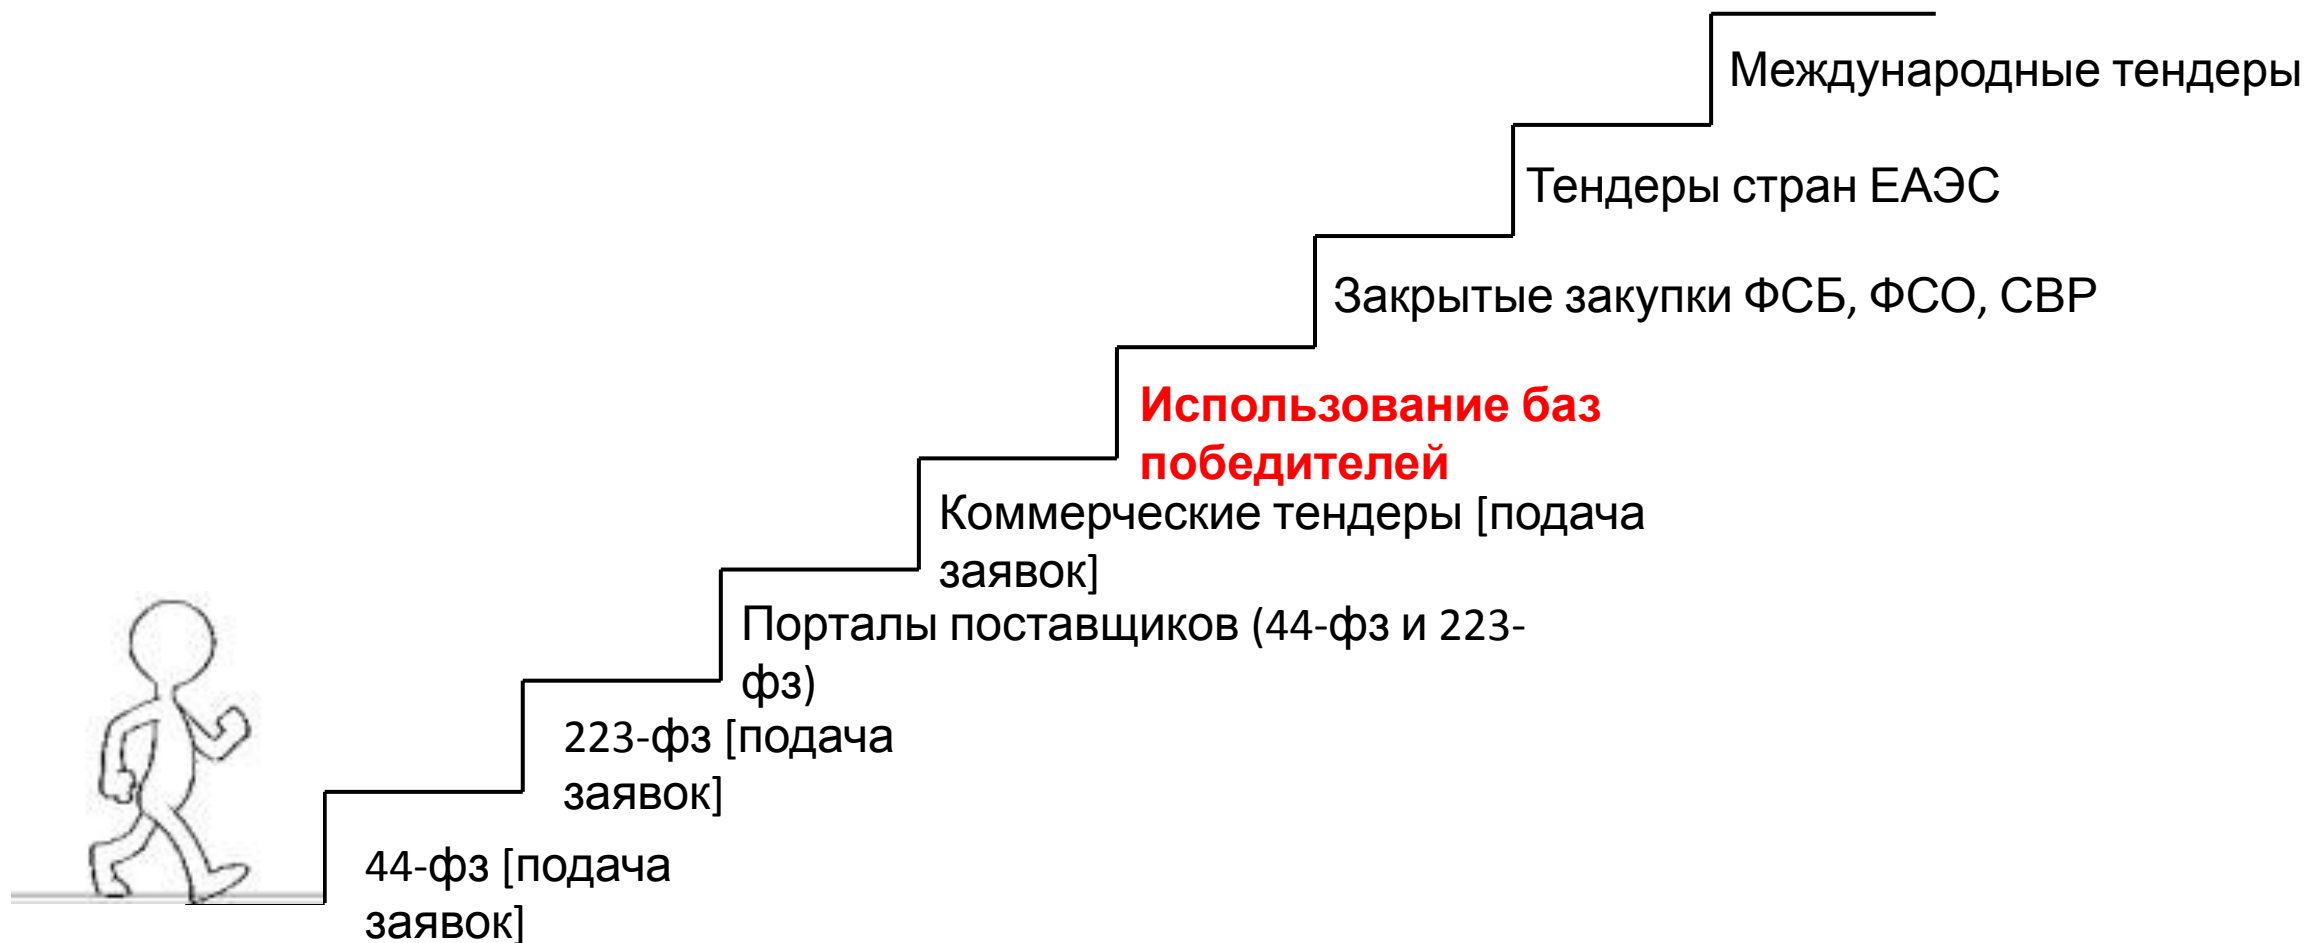 Международные тендеры
Тендеры стран ЕАЭС
Закрытые закупки ФСБ, ФСО, СВР
Использование баз
победителей
Коммерческие тендеры [подача
заявок]
Порталы поставщиков (44-фз и 223-
фз)
223-фз [подача
заявок]
44-фз [подача
заявок]